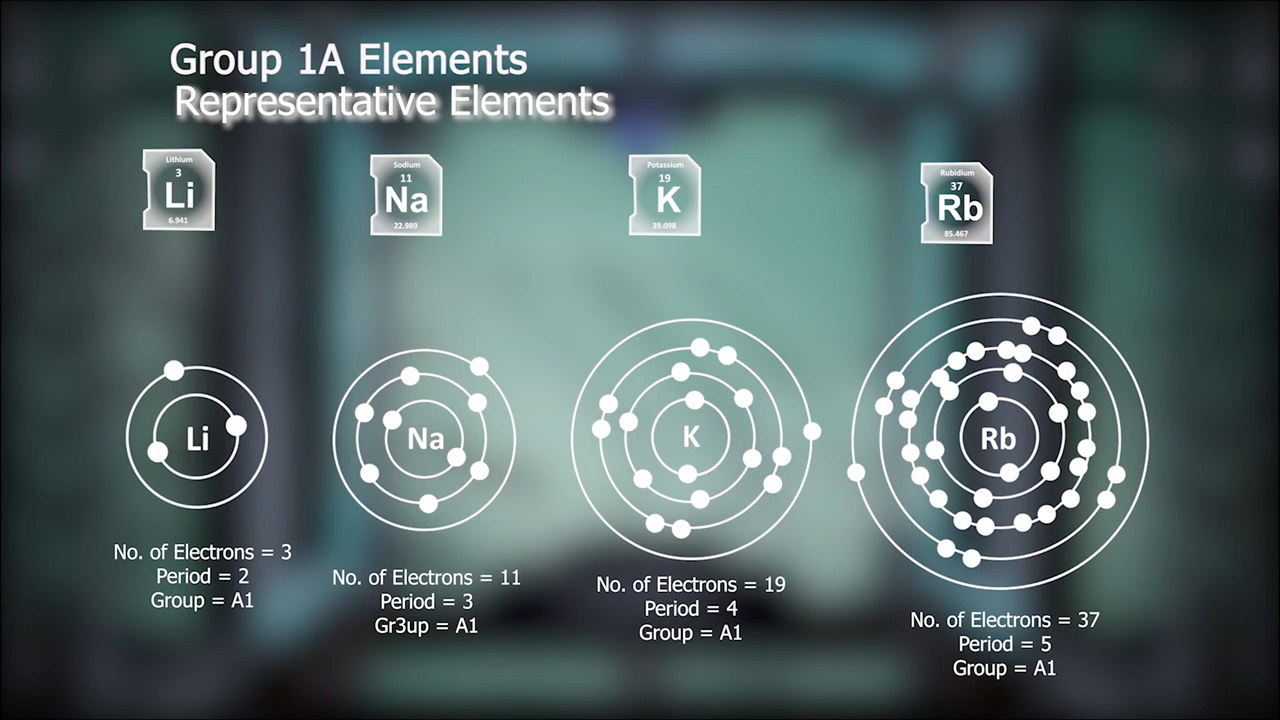 Group 1A Elements
Representative Elements
Lithium
3
Li
6.941
Sodium
11
Na
22.989
Potassium
19
K
39.098
Rubidium
37
Rb
85.467
Li
Na
K
Rb
No. of Electrons = 3
Period = 2
Group = A1
No. of Electrons = 11
Period = 3
Gr3up = A1
No. of Electrons = 19
Period = 4
Group = A1
No. of Electrons = 37
Period = 5
Group = A1